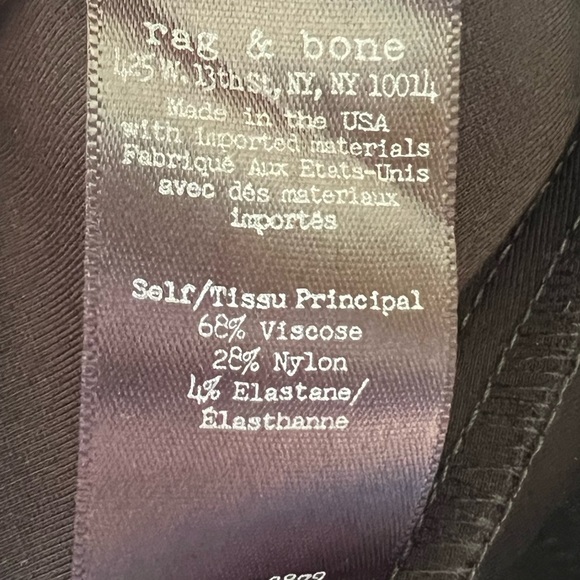 rag & bone
425 W. 13th St, NY, NY 10014
Made in the USA
with imported materials
Fabriqué Aux Etats-Unis
avec dés materiaux
importés
Self/Tissu Principal
68% Viscose
28% Nylon
4% Elastane/
Élasthanne